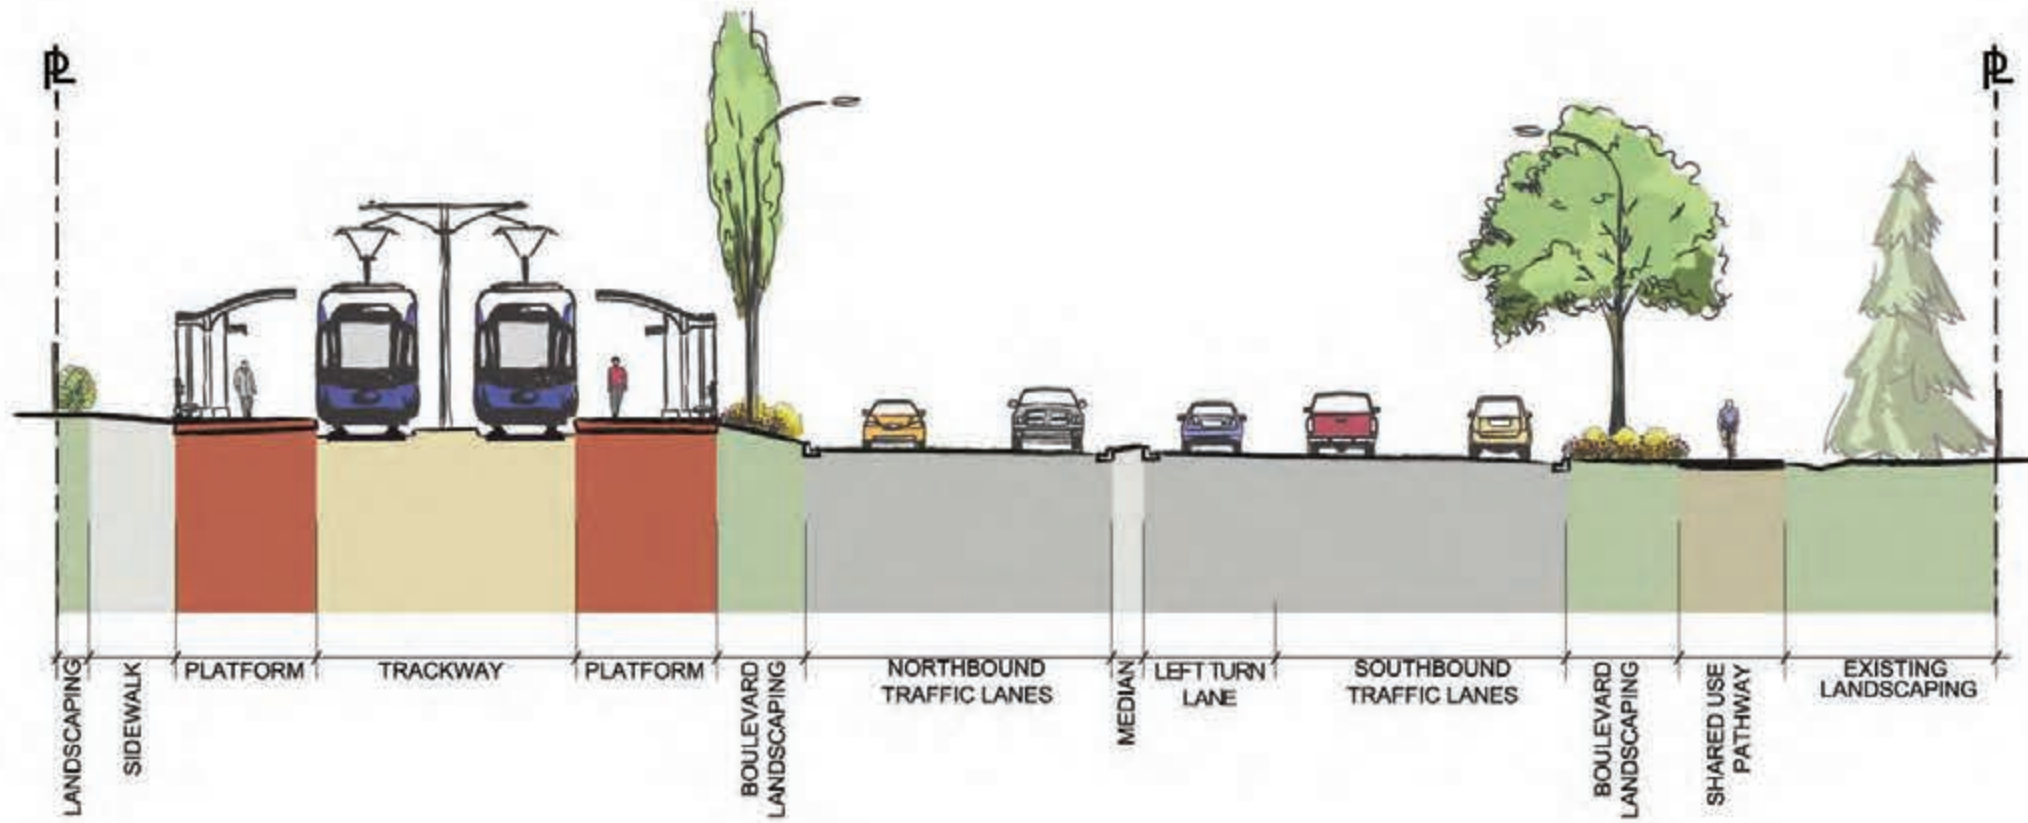 PL
PL
LANDSCAPING
SIDEWALK
PLATFORM
TRACKWAY
PLATFORM
BOULEVARD
LANDSCAPING
NORTHBOUND
TRAFFIC LANES
MEDIAN
LEFT TURN
LANE
SOUTHBOUND
TRAFFIC LANES
BOULEVARD
LANDSCAPING
SHARED USE
PATHWAY
EXISTING
LANDSCAPING